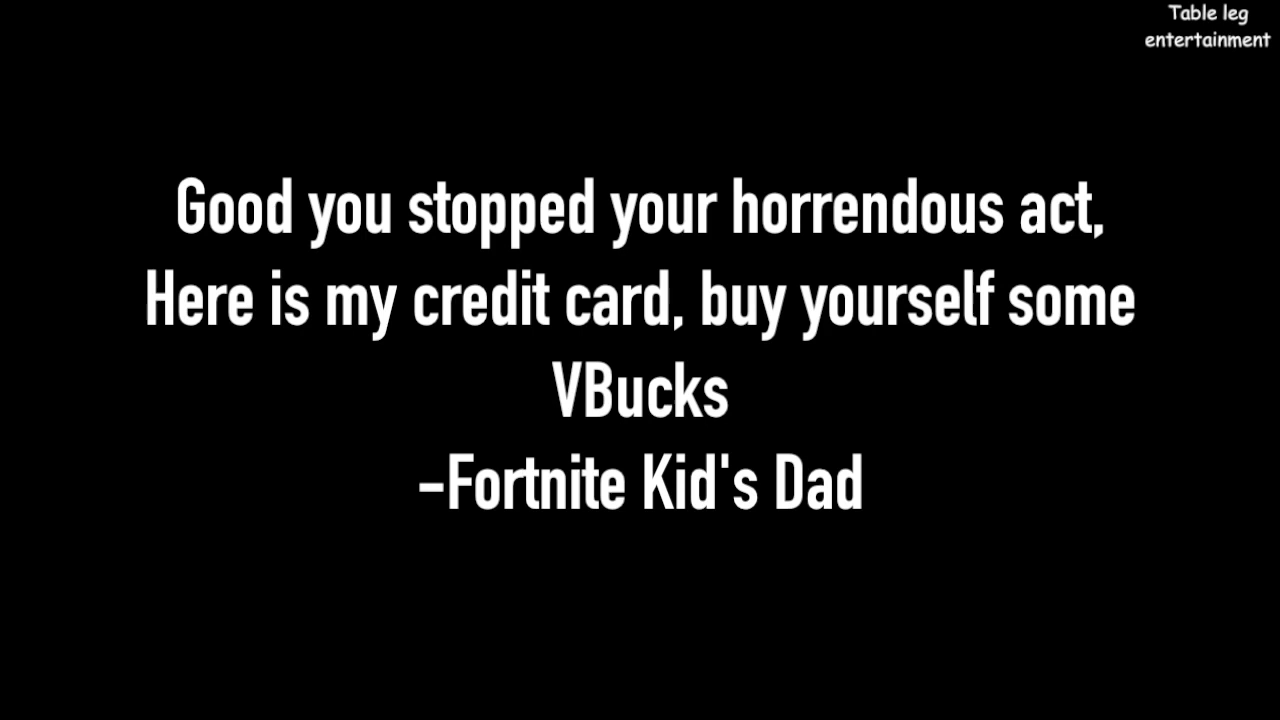 Table leg
entertainment
Good you stopped your horrendous act,
Here is my credit card, buy yourself some
VBucks
-Fortnite Kid's Dad